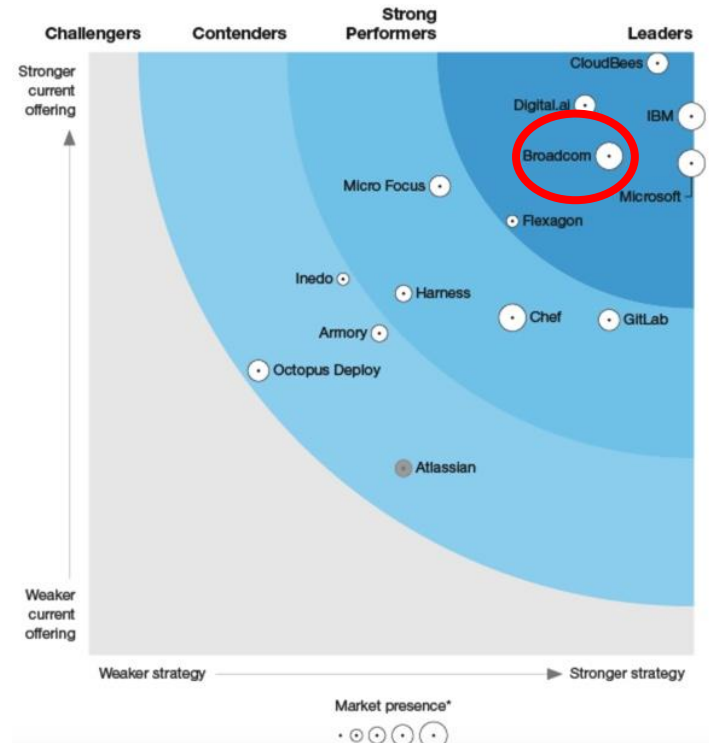 Challengers
Contenders
Strong
Performers
Leaders
Stronger
current
offering
CloudBees
Digital.ai
IBM
Broadcom
Microsoft
Micro Focus
Flexagon
Inedo
Harness
Chef
GitLab
Armory
Octopus Deploy
Atlassian
Weaker
current
offering
Weaker strategy
Stronger strategy
Market presence*